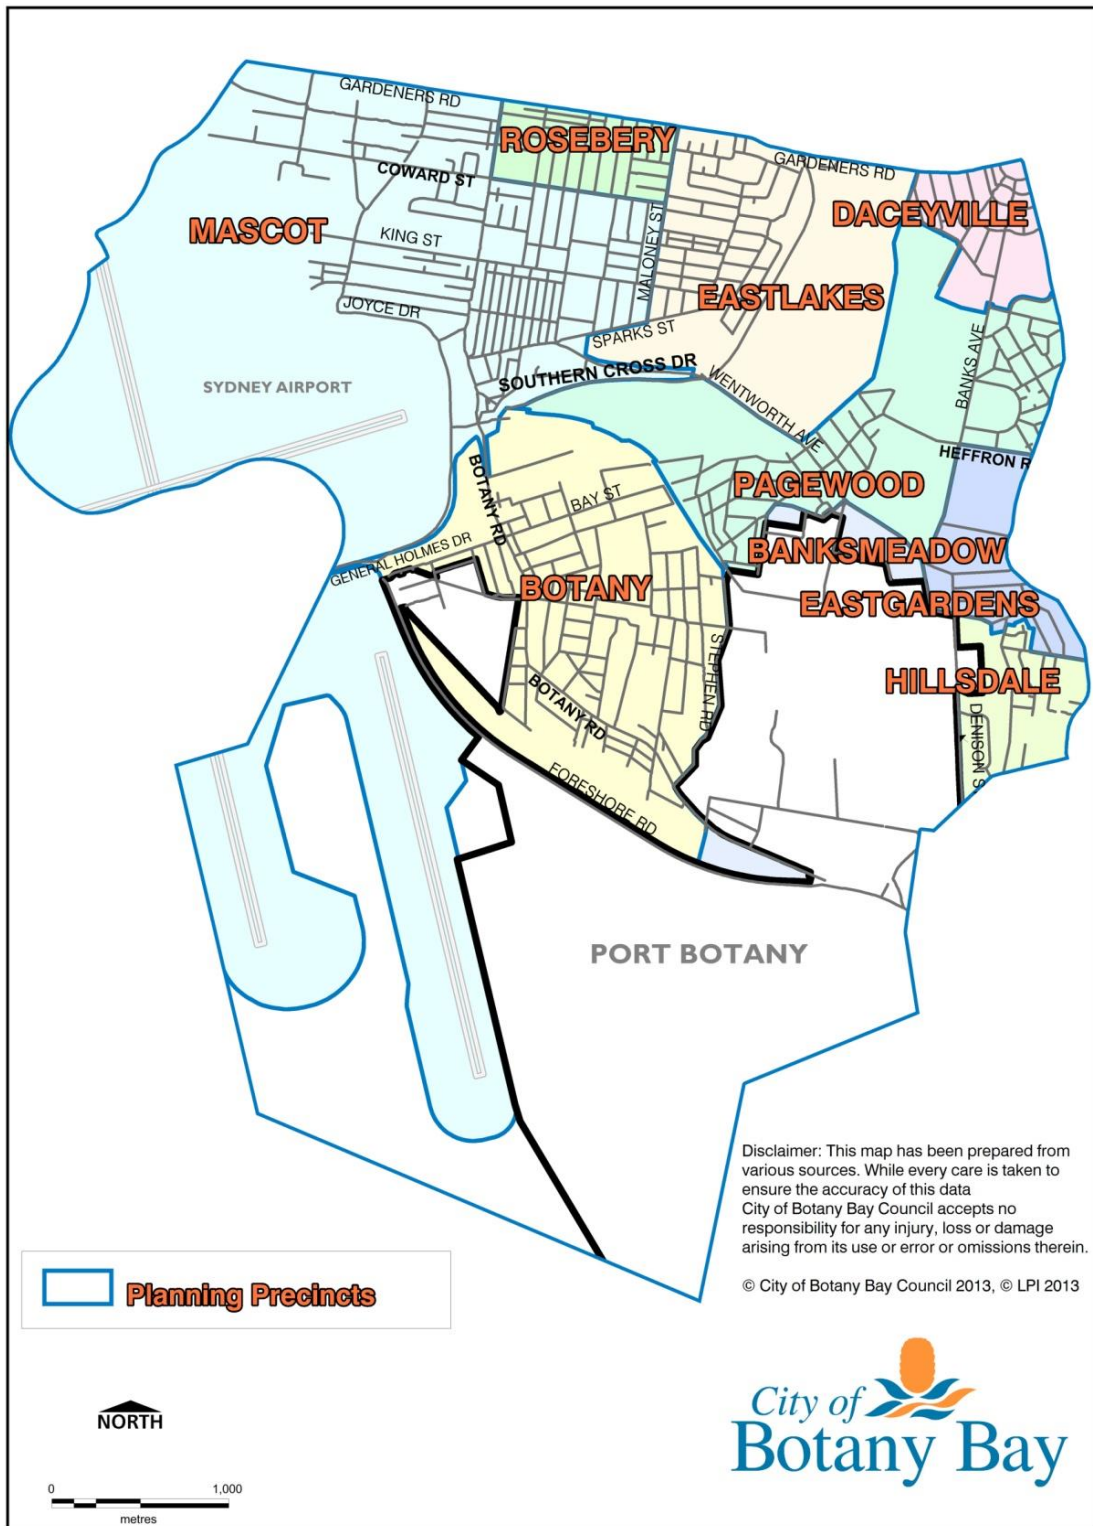 GARDENERS RD
ROSEBERY
GARDENERS RD
COWARD ST
DACEYVILLE
MASCOT
KING ST
MALONEY ST
EASTLAKES
JOYCE DR
SPARKS ST
BANKS AVE
SOUTHERN CROSS DR
SYDNEY AIRPORT
WENTWORTH AVE
HEFFRON R
BOTANY RD
BAY ST
PAGEWOOD
GENERAL HOLMES DR
BANKSMEADOW
BOTANY
EASTGARDENS
STEPHEN RD
HILLSDALE
BOTANY RD
DENISON S
FORESHORE RD
PORT BOTANY
Disclaimer: This map has been prepared from
various sources. While every care is taken to
ensure the accuracy of this data
City of Botany Bay Council accepts no
responsibility for any injury, loss or damage
arising from its use or error or omissions therein.
© City of Botany Bay Council 2013, © LPI 2013
Planning Precincts
NORTH
0 1,000
metres
City of
Botany Bay